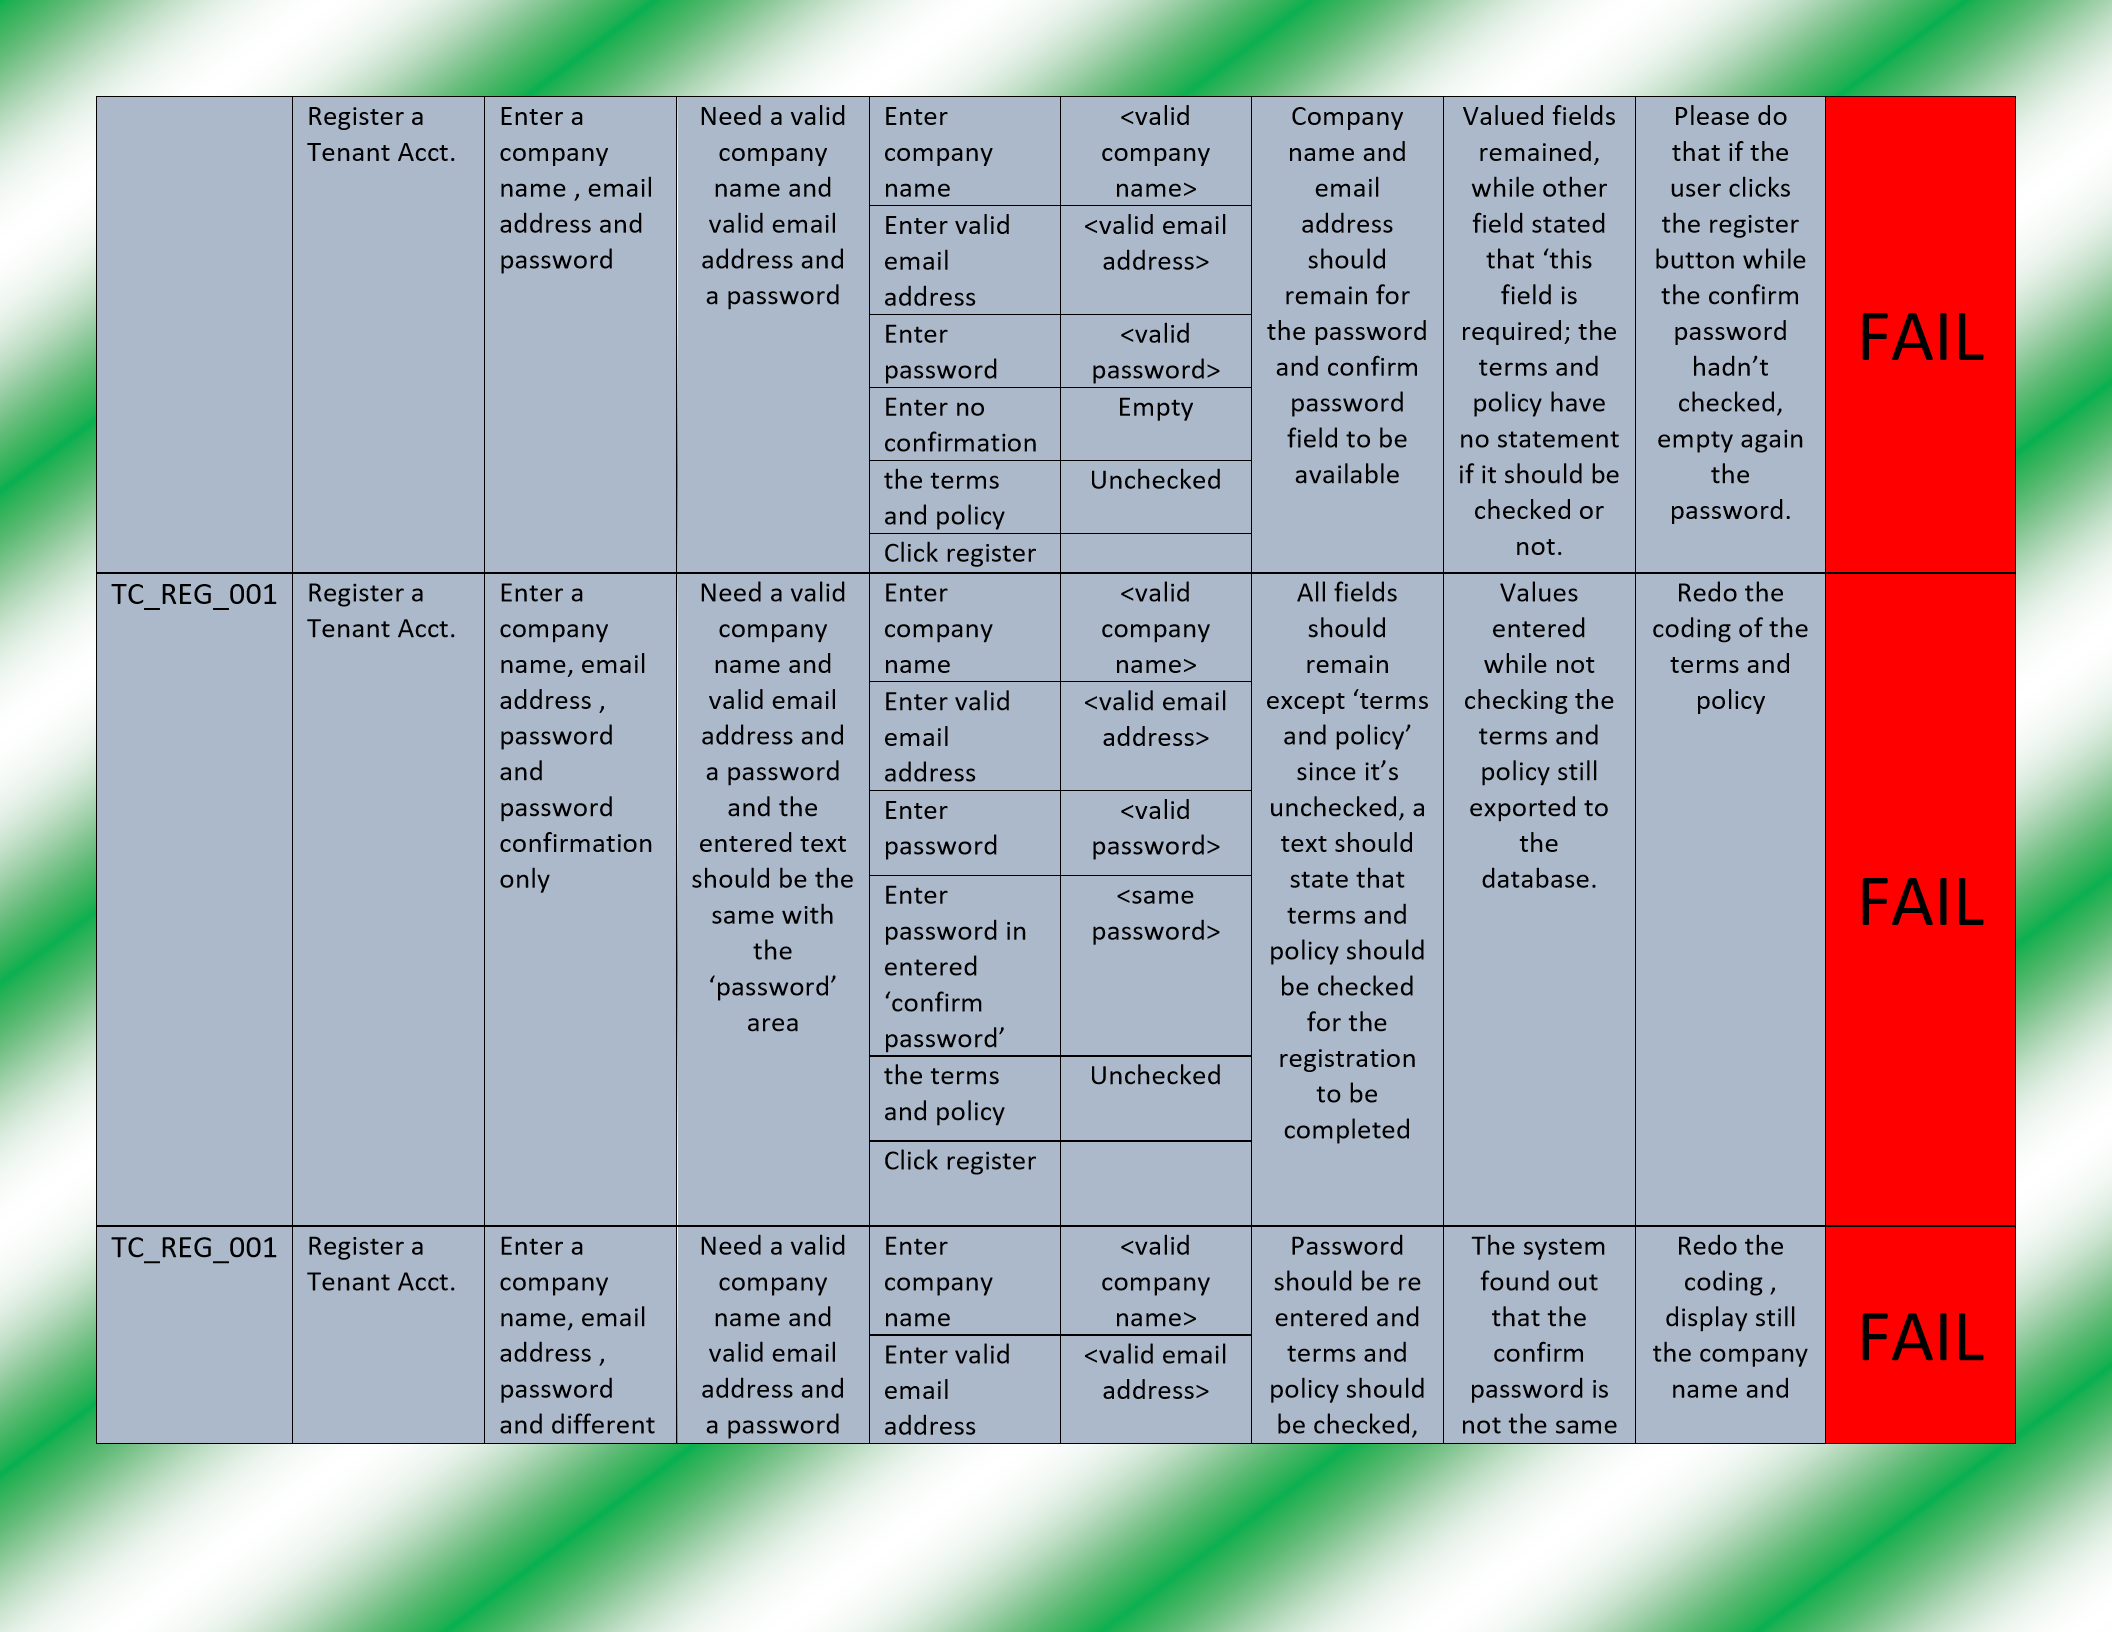 Register a
Tenant Acct.
Enter a
company
name , email
address and
password
Need a valid
company
name and
valid email
address and
a password
Enter
company
name
<valid
company
name>
Enter valid
email
address
<valid email
address>
Enter
password
<valid
password>
Enter no
confirmation
Empty
the terms
and policy
Unchecked
Click register
Company
name and
email
address
should
remain for
the password
and confirm
password
field to be
available
Valued fields
remained,
while other
field stated
that ‘this
field is
required; the
terms and
policy have
no statement
if it should be
checked or
not.
Please do
that if the
user clicks
the register
button while
the confirm
password
hadn’t
checked,
empty again
the
password.
FAIL
TC_REG_001
Register a
Tenant Acct.
Enter a
company
name, email
address ,
password
and
password
confirmation
only
Need a valid
company
name and
valid email
address and
a password
and the
entered text
should be the
same with
the
‘password’
area
Enter
company
name
<valid
company
name>
Enter valid
email
address
<valid email
address>
Enter
password
<valid
password>
Enter
password in
entered
‘confirm
password’
<same
password>
the terms
and policy
Unchecked
Click register
All fields
should
remain
except ‘terms
and policy’
since it’s
unchecked, a
text should
state that
terms and
policy should
be checked
for the
registration
to be
completed
Values
entered
while not
checking the
terms and
policy still
exported to
the
database.
Redo the
coding of the
terms and
policy
FAIL
TC_REG_001
Register a
Tenant Acct.
Enter a
company
name, email
address ,
password
and different
Need a valid
company
name and
valid email
address and
a password
Enter
company
name
<valid
company
name>
Enter valid
email
address
<valid email
address>
Password
should be re
entered and
terms and
policy should
be checked,
The system
found out
that the
confirm
password is
not the same
Redo the
coding ,
display still
the company
name and
FAIL